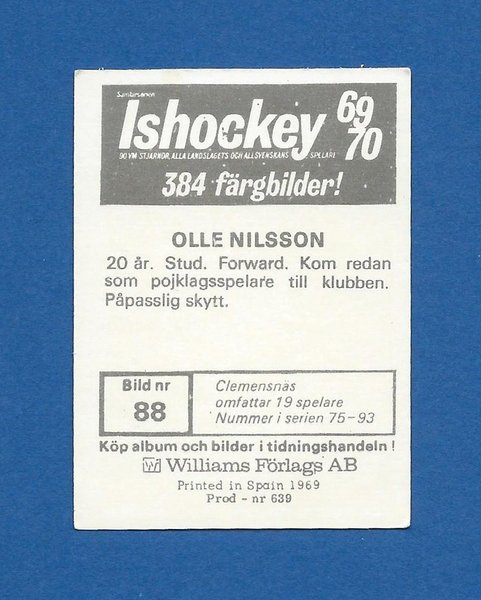 Samlarserien
Ishockey 69 70
90 VM STJÄRNOR, ALLA LANDSLAGETS OCH ALLSVENSKANS SPELARE
384 färgbilder!
OLLE NILSSON
20 år. Stud. Forward. Kom redan
som pojklagsspelare till klubben.
Påpasslig skytt.
Bild nr
88
Clemensnäs
omfattar 19 spelare
Nummer i serien 75-93
Köp album och bilder i tidningshandeln!
W Williams Förlags AB
Printed in Spain 1969
Prod - nr 639